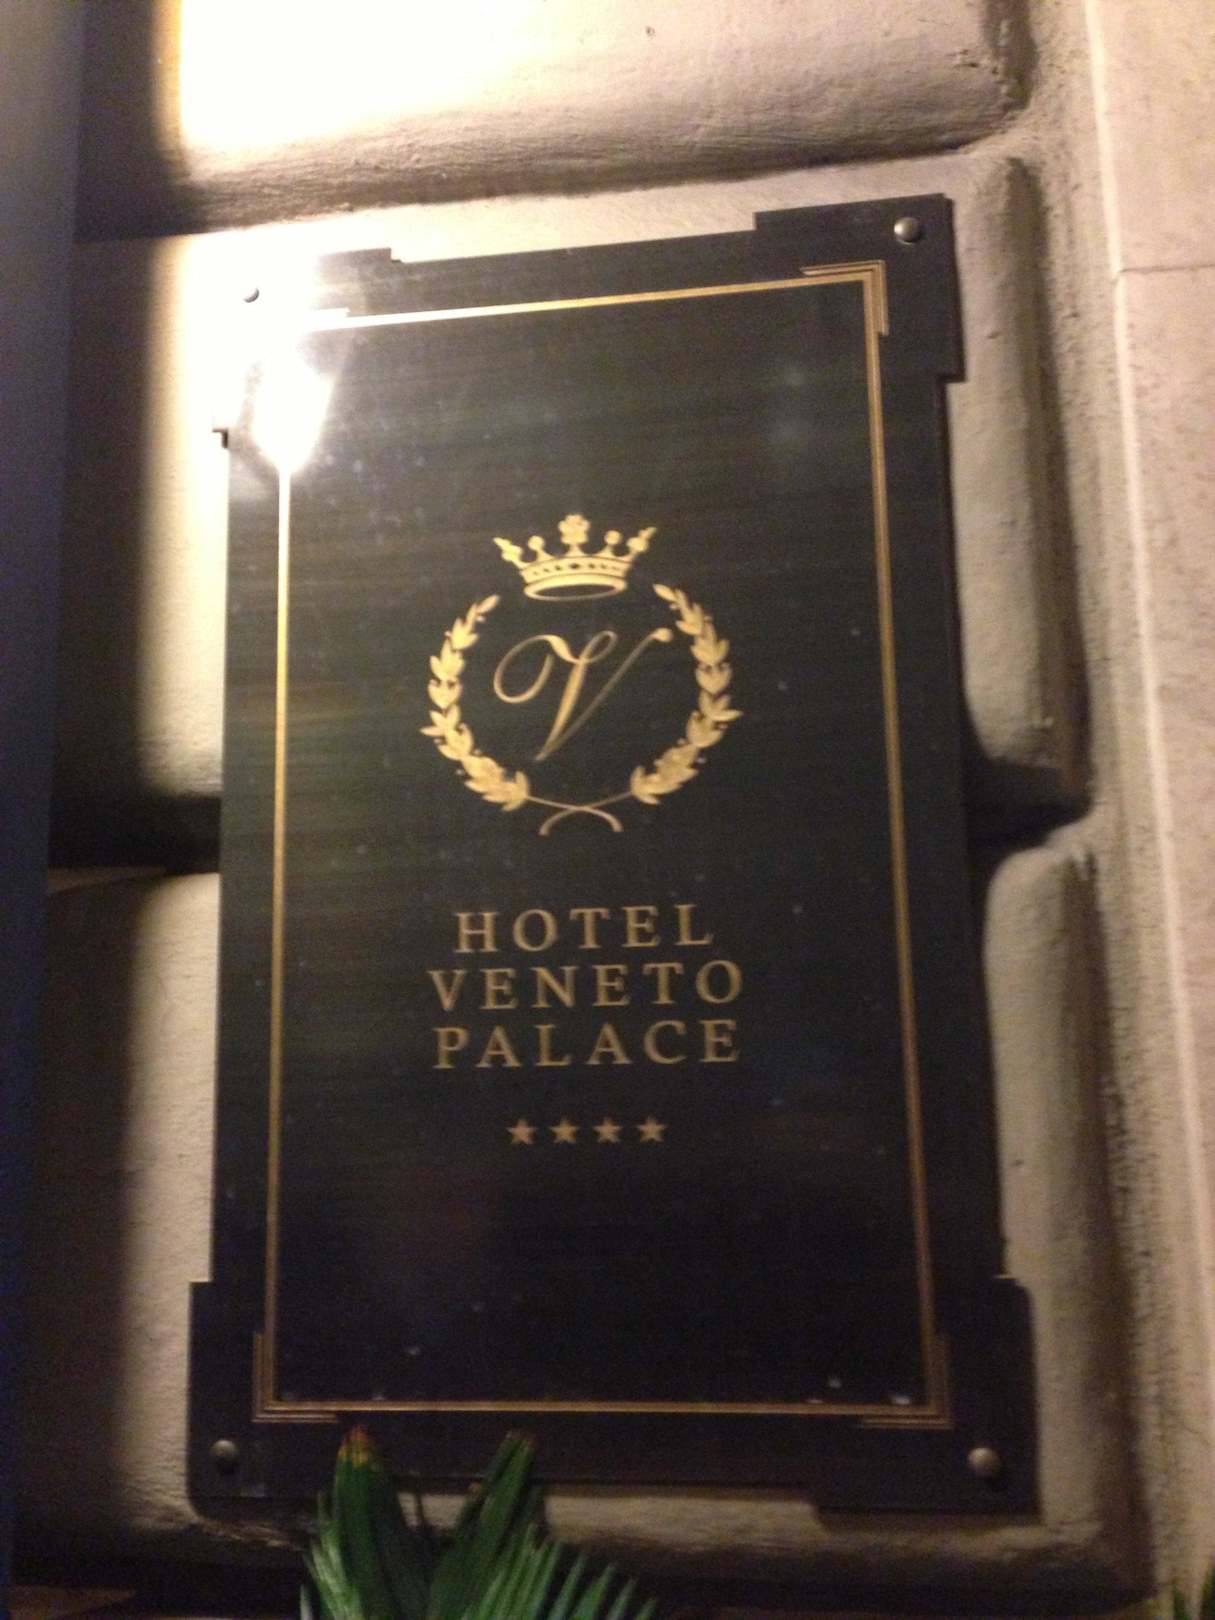 V
HOTEL
VENETO
PALACE
★★★★